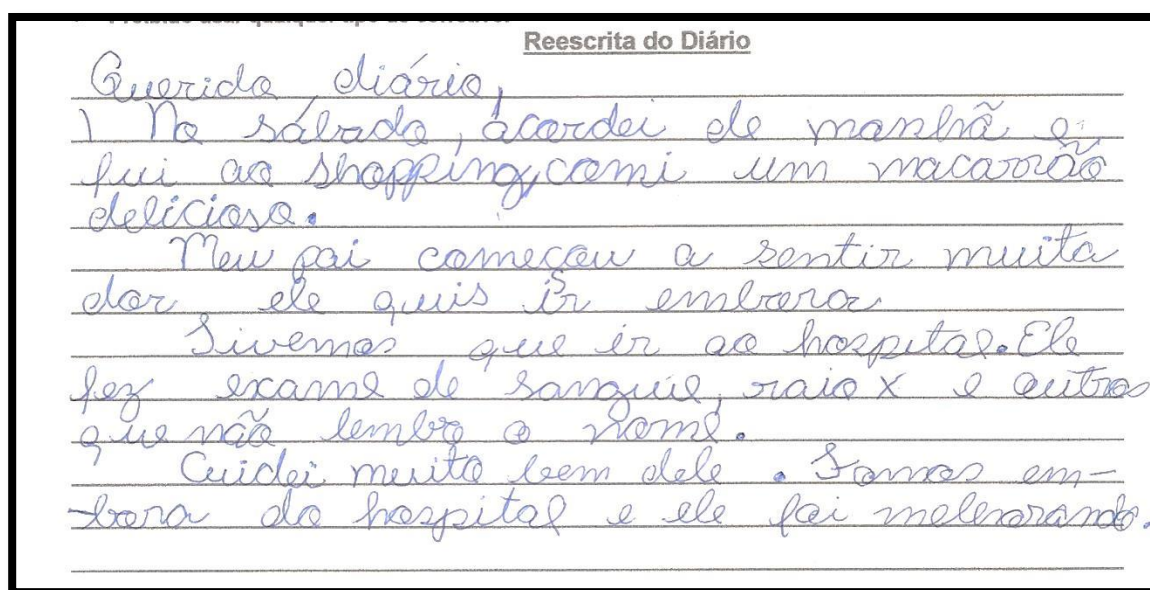 Reescrita do Diário
Querido diário,
No sábado, acordei de manhã e
fui ao shopping, comi um macarrão
delicioso.
Meu pai começou a sentir muita
dor ele quis ir embora
Tivemos que ir ao hospital. Ele
fez exame de sangue, raio x e outros
que não lembro o nome.
Cuidei muito bem dele. Fomos em-
bora do hospital e ele foi melhorando.